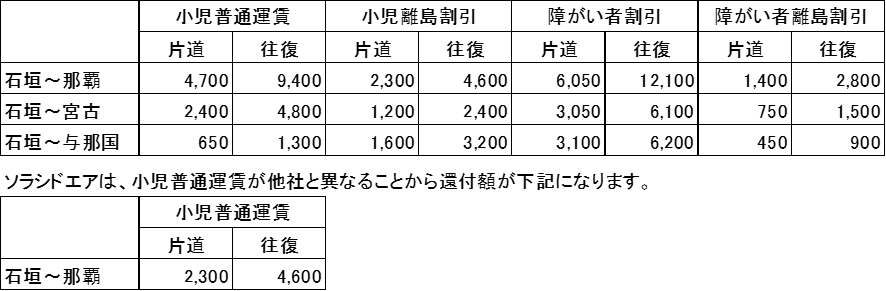 小児普通運賃 小児離島割引 障がい者割引 障がい者離島割引
片道 往復 片道 往復 片道 往復 片道 往復
石垣～那覇 4,700 9,400 2,300 4,600 6,050 12,100 1,400 2,800
石垣～宮古 2,400 4,800 1,200 2,400 3,050 6,100 750 1,500
石垣～与那国 650 1,300 1,600 3,200 3,100 6,200 450 900
ソラシドエアは、小児普通運賃が他社と異なることから還付額が下記になります。
小児普通運賃
片道 往復
石垣～那覇 2,300 4,600